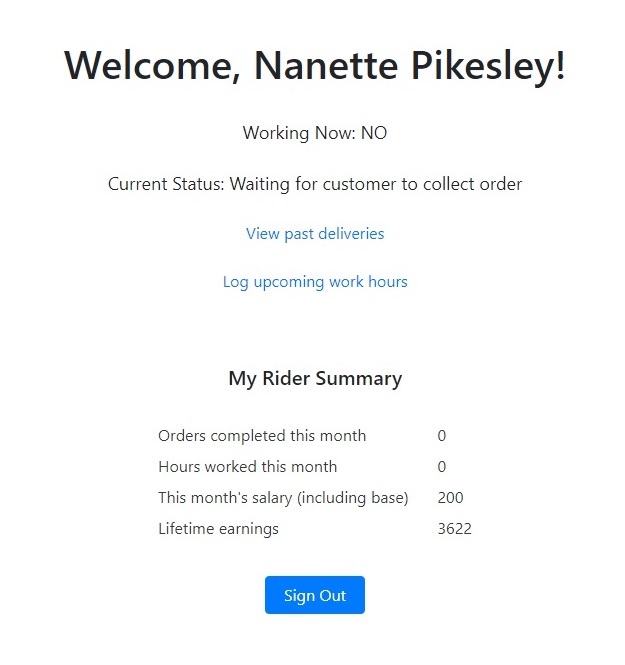 Welcome, Nanette Pikesley!
Working Now: NO
Current Status: Waiting for customer to collect order
View past deliveries
Log upcoming work hours
My Rider Summary
Orders completed this month 0
Hours worked this month 0
This month's salary (including base) 200
Lifetime earnings 3622
Sign Out